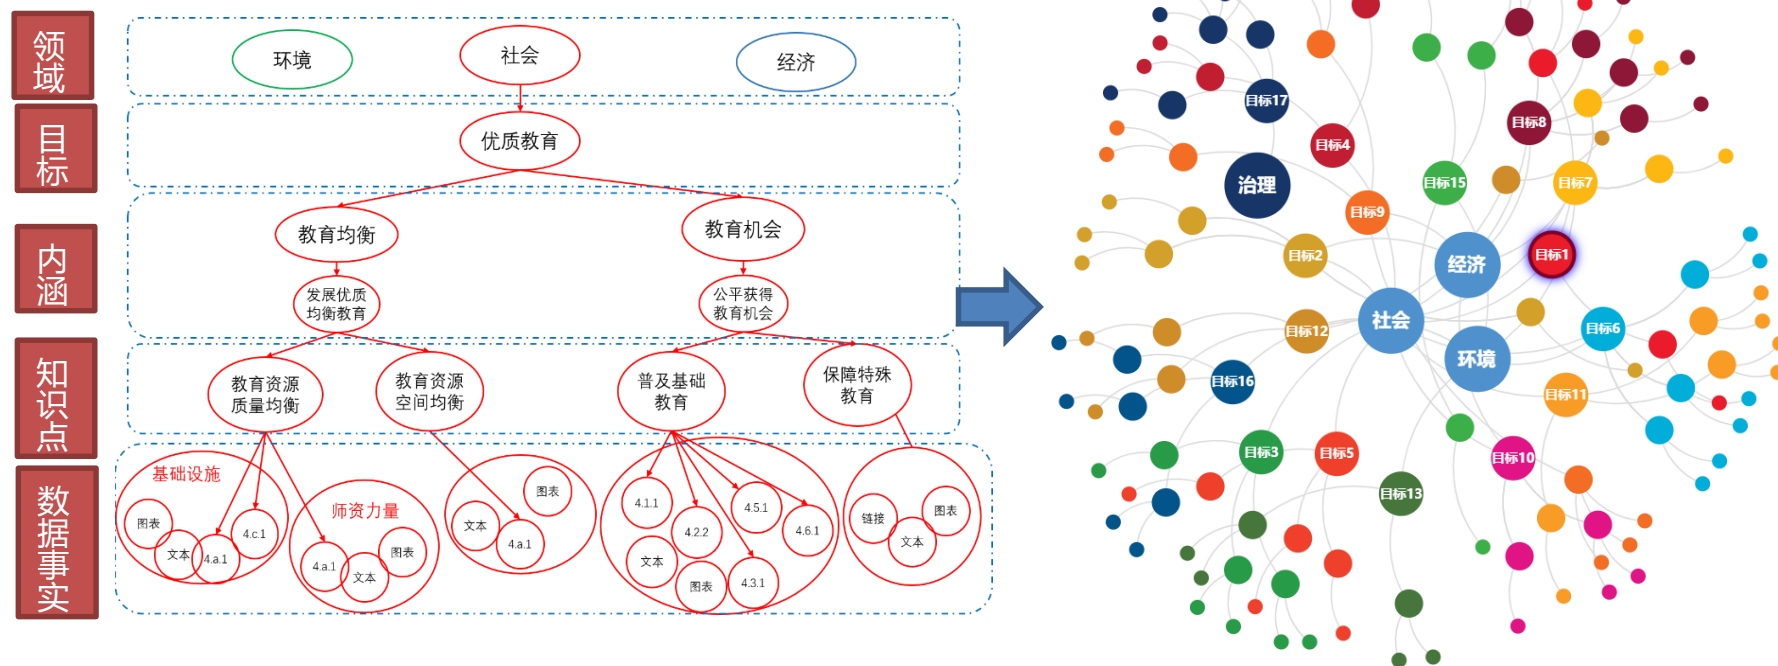 领
域
环境
社会
经济
目
标
优质教育
内
涵
教育均衡
教育机会
发展优质
均衡教育
公平获得
教育机会
知
识
点
教育资源
质量均衡
教育资源
空间均衡
普及基础
教育
保障特殊
教育
数
据
事
实
基础设施
图表
文本
4.a.1
4.c.1
师资力量
4.a.1
文本
图表
文本
4.a.1
图表
4.1.1
4.2.2
4.5.1
4.6.1
文本
图表
4.3.1
链接
文本
图表
目标17
目标4
目标8
治理
目标9
目标15
目标7
目标2
经济
目标1
社会
目标12
环境
目标6
目标16
目标11
目标3
目标5
目标10
目标13